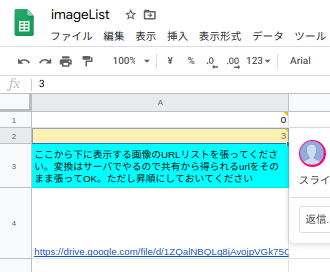 imageList
ファイル 編集 表示 挿入 表示形式 データ ツール
100% ¥ % .0 .00 123 Arial
fx 3
A
1 0
2 3
3 ここから下に表示する画像のURLリストを張ってくださ
い。変換はサーバでやるので共有から得られるurlをその
まま張ってOK。ただし昇順にしておいてください
スライ
4
返信.
https://drive.google.com/file/d/1ZQalNBQLq8jAvojpVGk75C